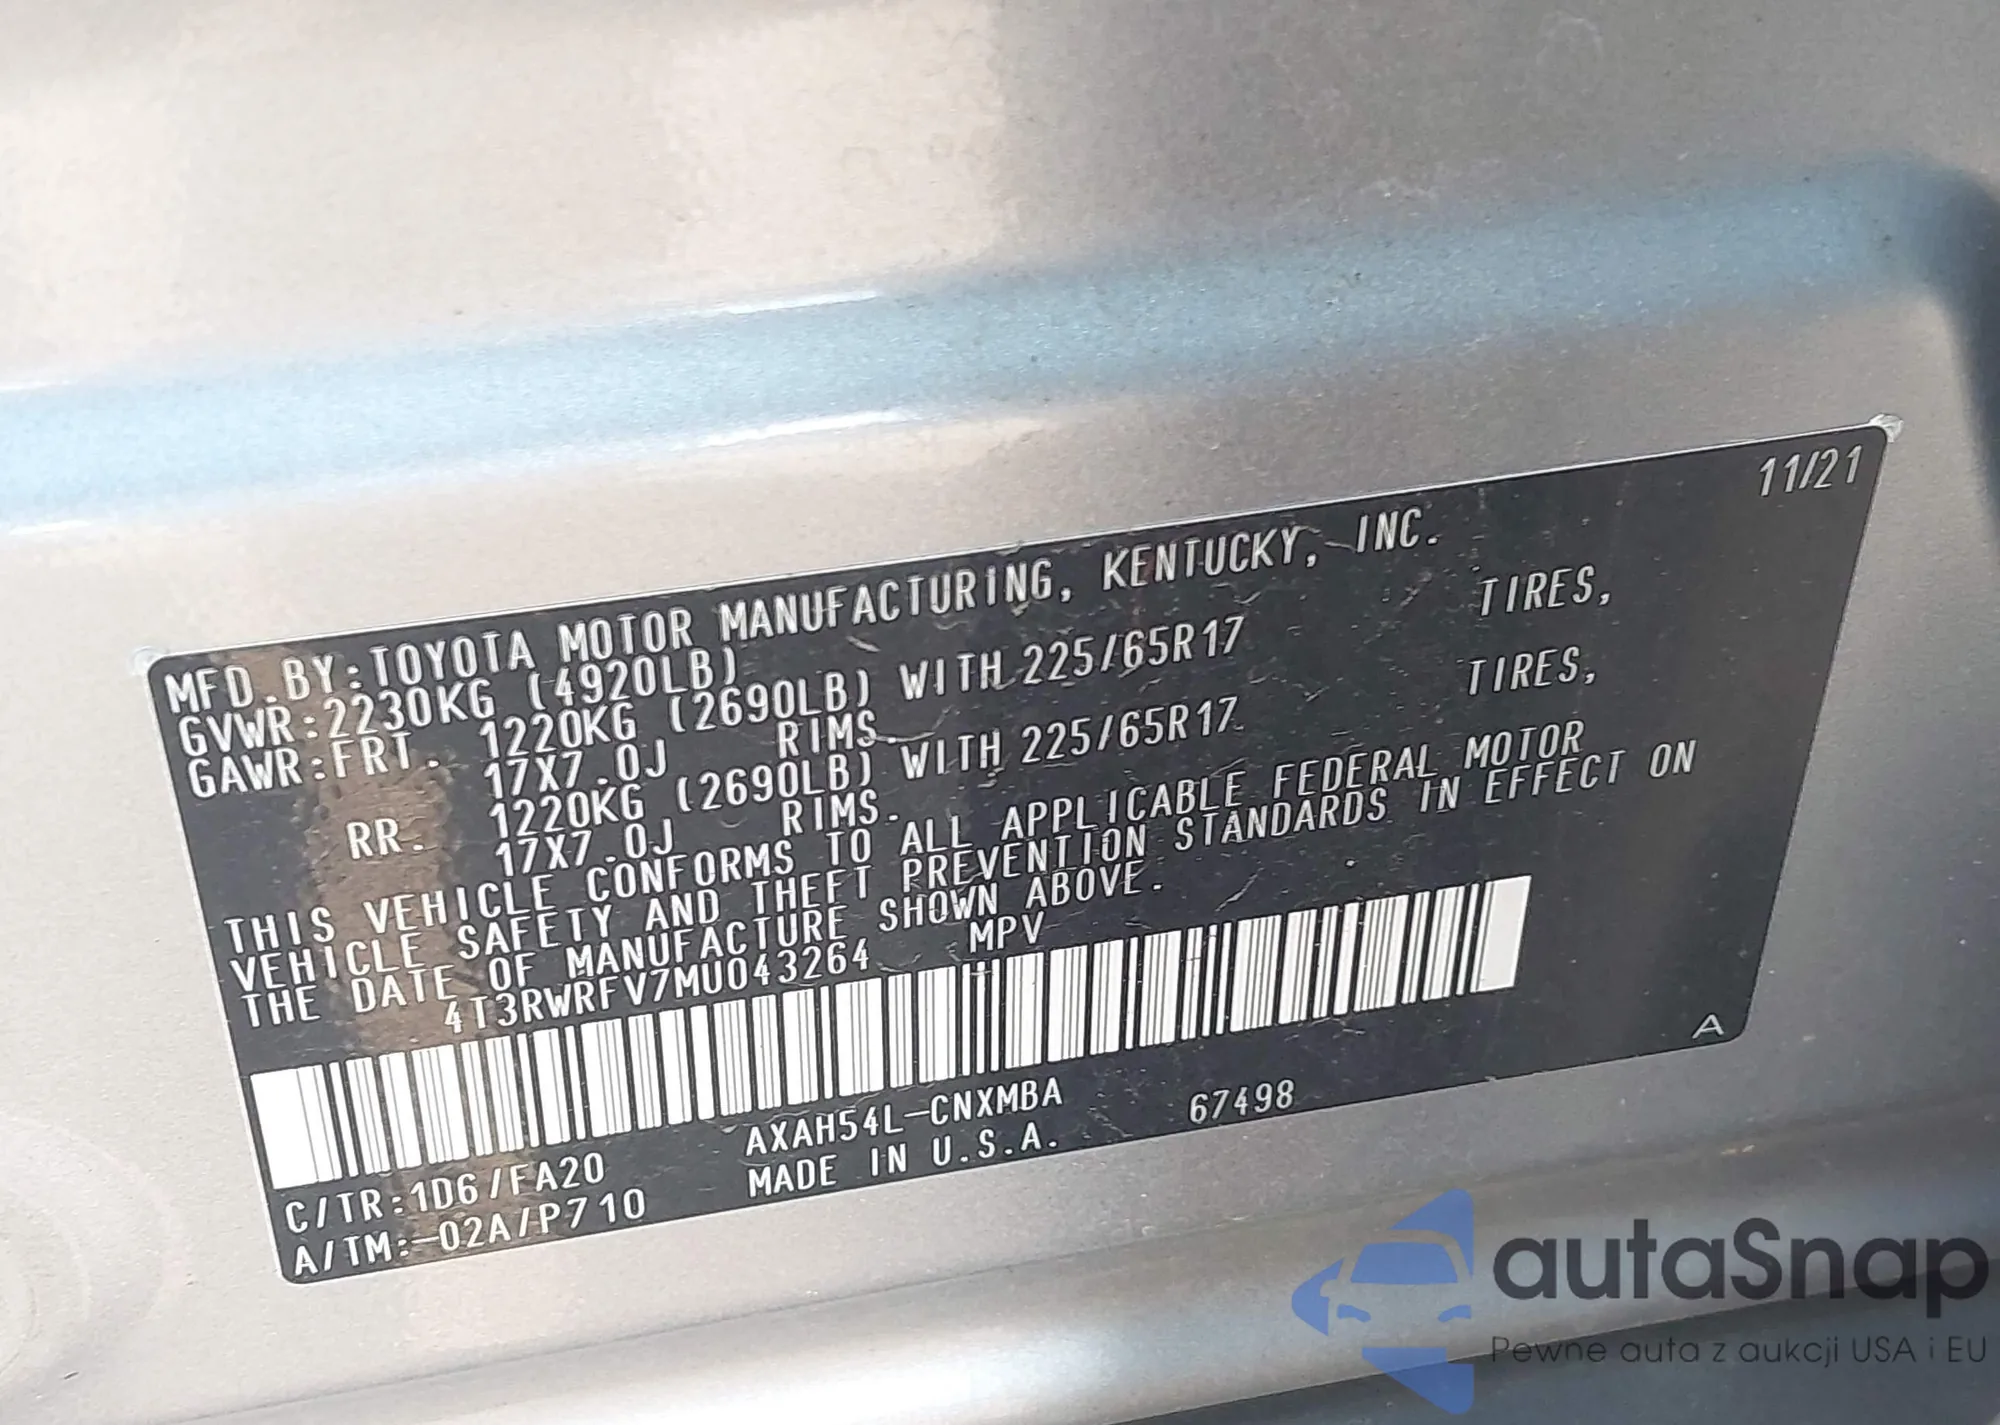 11/21
MFD.BY:TOYOTA MOTOR MANUFACTURING, KENTUCKY, INC.
GVWR:2230KG (4920LB)
GAWR:FRT. 1220KG (2690LB) WITH 225/65R17 TIRES,
17X7.0J RIMS.
RR. 1220KG (2690LB) WITH 225/65R17 TIRES,
17X7.0J RIMS.
THIS VEHICLE CONFORMS TO ALL APPLICABLE FEDERAL MOTOR
VEHICLE SAFETY AND THEFT PREVENTION STANDARDS IN EFFECT ON
THE DATE OF MANUFACTURE SHOWN ABOVE.
4T3RWRFV7MU043264 MPV
A
C/TR:1D6/FA20 AXAH54L-CNXMBA 67498
A/TM:-02A/P710 MADE IN U.S.A.
autaSnap
Pewne auta z aukcji USA i EU